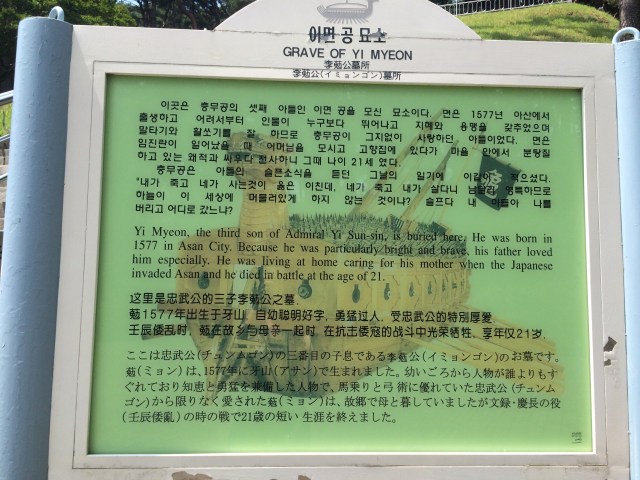 이면 공 묘소
GRAVE OF YI MYEON
李葂公墓所
李葂公(イミョンゴン)墓所
이곳은 충무공의 셋째 아들인 이면 공을 모신 묘소이다. 면은 1577년 아산에서
출생하고 어려서부터 인물이 누구보다 뛰어나고 지혜와 용맹을 갖추었으며
말타기와 활쏘기를 잘 하므로 충무공이 그지없이 사랑하던 아들이었다. 면은
임진란이 일어났을 때 어머님을 모시고 고향집에 있다가 마을 안에서 분탕질
하고 있는 왜적과 싸우다 전사하니 그때 나이 21세 였다.
충무공은 아들의 슬픈소식을 듣던 그날의 일기에 이같이 적으셨다.
"내가 죽고 네가 사는것이 옳은 이친데, 네가 죽고 내가 살다니 남달리 영특하므로
하늘이 이 세상에 머물러있게 하지 않는 것이냐? 슬프다 내 아들아 나를
버리고 어디로 갔느냐?
Yi Myeon, the third son of Admiral Yi Sun-sin, is buried here. He was born in
1577 in Asan City. Because he was particularly bright and brave, his father loved
him especially. He was living at home caring for his mother when the Japanese
invaded Asan and he died in battle at the age of 21.
这里是忠武公的三子李葂公之墓.
葂1577年出生于牙山. 自幼聪明好字, 勇猛过人, 受忠武公的特別厚爱.
壬辰倭乱时, 葂在故乡与母亲一起时, 在抗击倭寇的战斗中光荣牺牲, 享年仅21岁.
ここは忠武公(チュンムゴン)の三番目の子息である李葂公(イミョンゴン)のお墓です。
葂(ミョン)は、1577年に牙山(アサン)で生まれました。幼いごろから人物が誰よりもす
ぐれており知恵と勇猛を兼備した人物で、馬乗りと弓術に優れていた忠武公(チュンム
ゴン)から限りなく愛された葂(ミョン)は、故郷で母と暮していましたが文録・慶長の役
(壬辰倭亂)の時の戦で21歳の短い生涯を終えました。